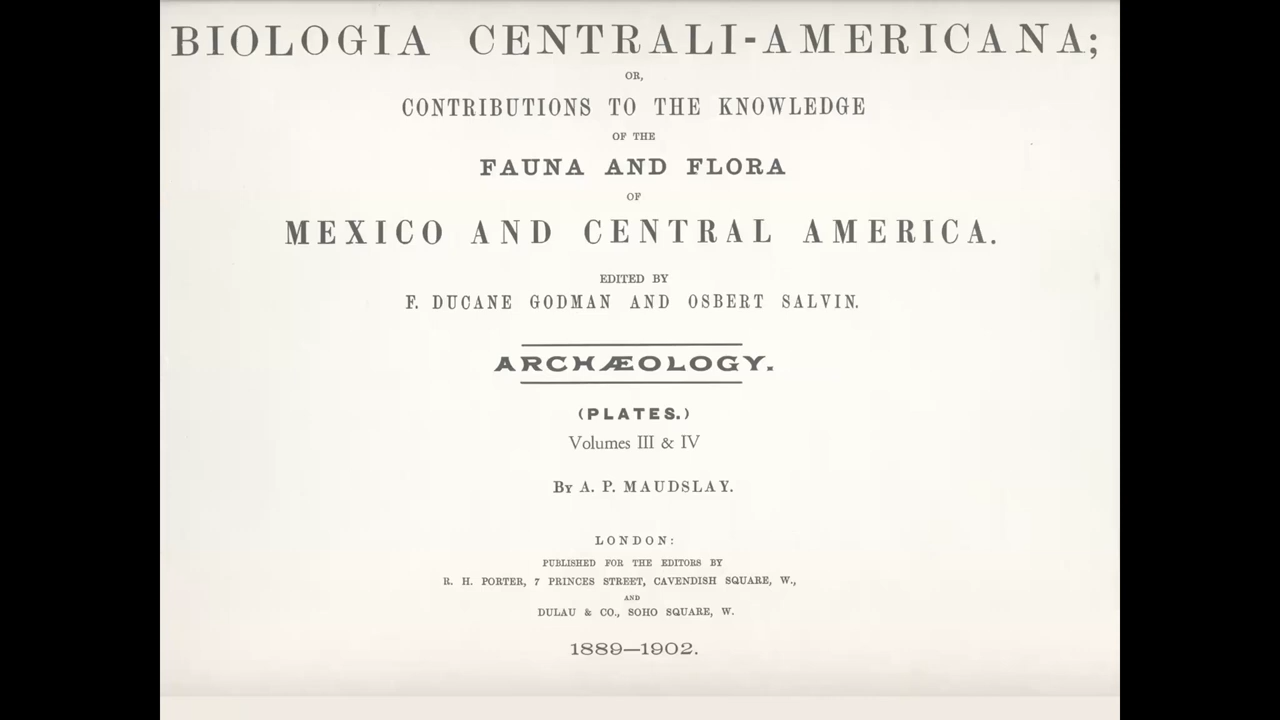 BIOLOGIA CENTRALI-AMERICANA;
OR,
CONTRIBUTIONS TO THE KNOWLEDGE
OF THE
FAUNA AND FLORA
OF
MEXICO AND CENTRAL AMERICA.
EDITED BY
F. DUCANE GODMAN AND OSBERT SALVIN.
ARCHÆOLOGY.
(PLATES.)
Volumes III & IV
By A. P. MAUDSLAY.
LONDON:
PUBLISHED FOR THE EDITORS BY
R. H. PORTER, 7 PRINCES STREET, CAVENDISH SQUARE, W.,
AND
DULAU & CO., SOHO SQUARE, W.
1889—1902.